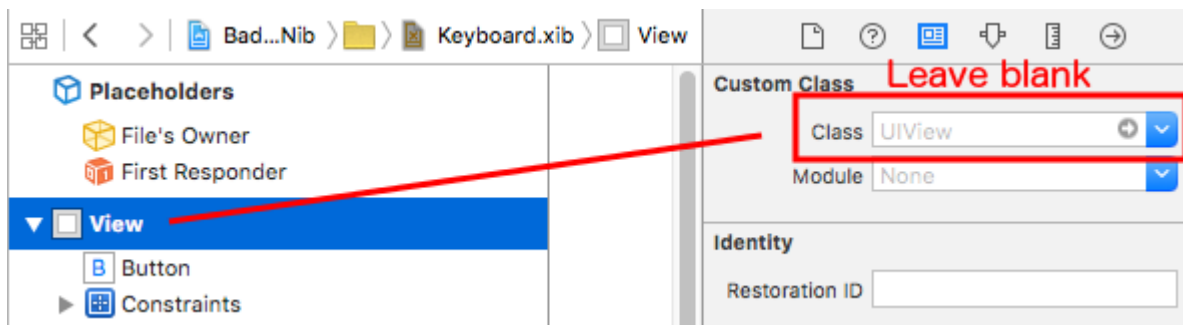 Bad...Nib
Keyboard.xib
View
Placeholders
File's Owner
First Responder
View
B Button
Constraints
Leave blank
Custom Class
Class UIView
Module None
Identity
Restoration ID